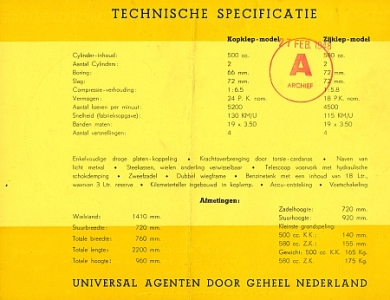 TECHNISCHE SPECIFICATIE
Kopklep-model Zijklep-model
Cylinder-inhoud: 500 cc. 580 cc.
Aantal Cylinders: 2 2
Boring: 66 mm. 72 mm.
Slag: 72 mm. 72 mm.
Compressie-verhouding: 1:6.5 1:5.8
Vermogen: 24 P.K. nom. 18 P.K. nom.
Aantal toeren per minuut: 5200 4500
Snelheid (fabrieksopgave): 130 KM/U 115 KM/U
Banden maten: 19 x 3.50 19 x 3.50
Aantal versnellingen: 4 4
FEB.
A
ARCHIEF
Enkelvoudige droge platen-koppeling • Krachtsoverbrenging door torsie-cardanas • Naven van
licht metaal • Steekassen, wielen onderling verwisselbaar • Telescoop voorvork met hydraulische
schokdemping • Zweefzadel • Dubbel wiegframe • Benzinetank met een inhoud van 18 Ltr.,
waarvan 3 Ltr. reserve • Kilometerteller ingebouwd in koplamp. • Accu-ontsteking • Voetschakeling
Afmetingen:
Wielstand: 1410 mm.
Stuurbreedte: 720 mm.
Totale breedte: 760 mm.
Totale lengte: 2200 mm.
Totale hoogte: 960 mm.
Zadelhoogte: 720 mm.
Stuurhoogte: 920 mm.
Kleinste grondspeling:
500 cc. K.K.: 140 mm.
580 cc. Z.K.: 155 mm.
Gewicht: 500 cc. K.K. 165 Kg.
580 cc. Z.K. 175 Kg.
UNIVERSAL AGENTEN DOOR GEHEEL NEDERLAND